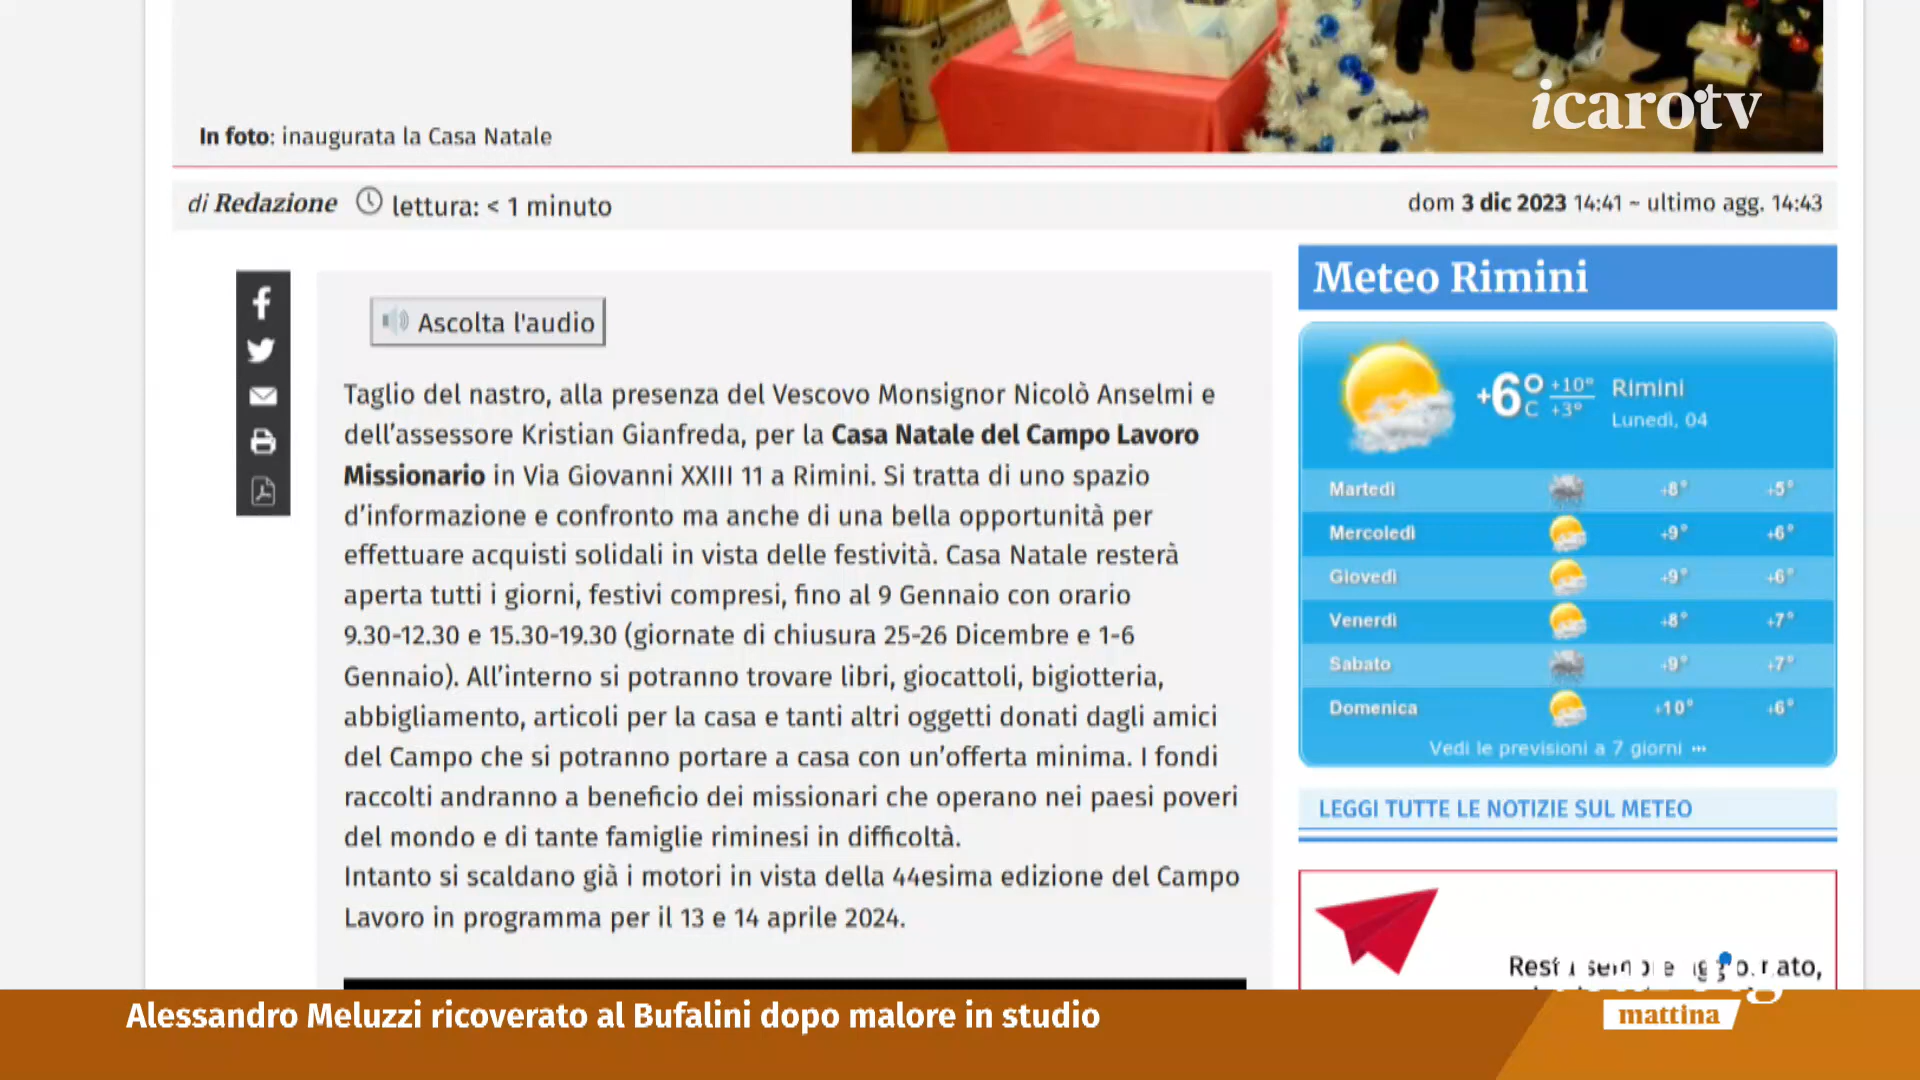 icarotv
In foto: inaugurata la Casa Natale
di Redazione lettura: < 1 minuto
dom 3 dic 2023 14:41 ~ ultimo agg. 14:43
Ascolta l'audio
Taglio del nastro, alla presenza del Vescovo Monsignor Nicolò Anselmi e
dell'assessore Kristian Gianfreda, per la Casa Natale del Campo Lavoro
Missionario in Via Giovanni XXIII 11 a Rimini. Si tratta di uno spazio
d'informazione e confronto ma anche di una bella opportunità per
effettuare acquisti solidali in vista delle festività. Casa Natale resterà
aperta tutti i giorni, festivi compresi, fino al 9 Gennaio con orario
9.30-12.30 e 15.30-19.30 (giornate di chiusura 25-26 Dicembre e 1-6
Gennaio). All'interno si potranno trovare libri, giocattoli, bigiotteria,
abbigliamento, articoli per la casa e tanti altri oggetti donati dagli amici
del Campo che si potranno portare a casa con un'offerta minima. I fondi
raccolti andranno a beneficio dei missionari che operano nei paesi poveri
del mondo e di tante famiglie riminesi in difficoltà.
Intanto si scaldano già i motori in vista della 44esima edizione del Campo
Lavoro in programma per il 13 e 14 aprile 2024.
Meteo Rimini
+6°C +10° +3° Rimini
Lunedì, 04
Martedì +8° +5°
Mercoledì +9° +6°
Giovedì +9° +6°
Venerdì +8° +7°
Sabato +9° +7°
Domenica +10° +6°
Vedi le previsioni a 7 giorni ...
LEGGI TUTTE LE NOTIZIE SUL METEO
Alessandro Meluzzi ricoverato al Bufalini dopo malore in studio
mattina